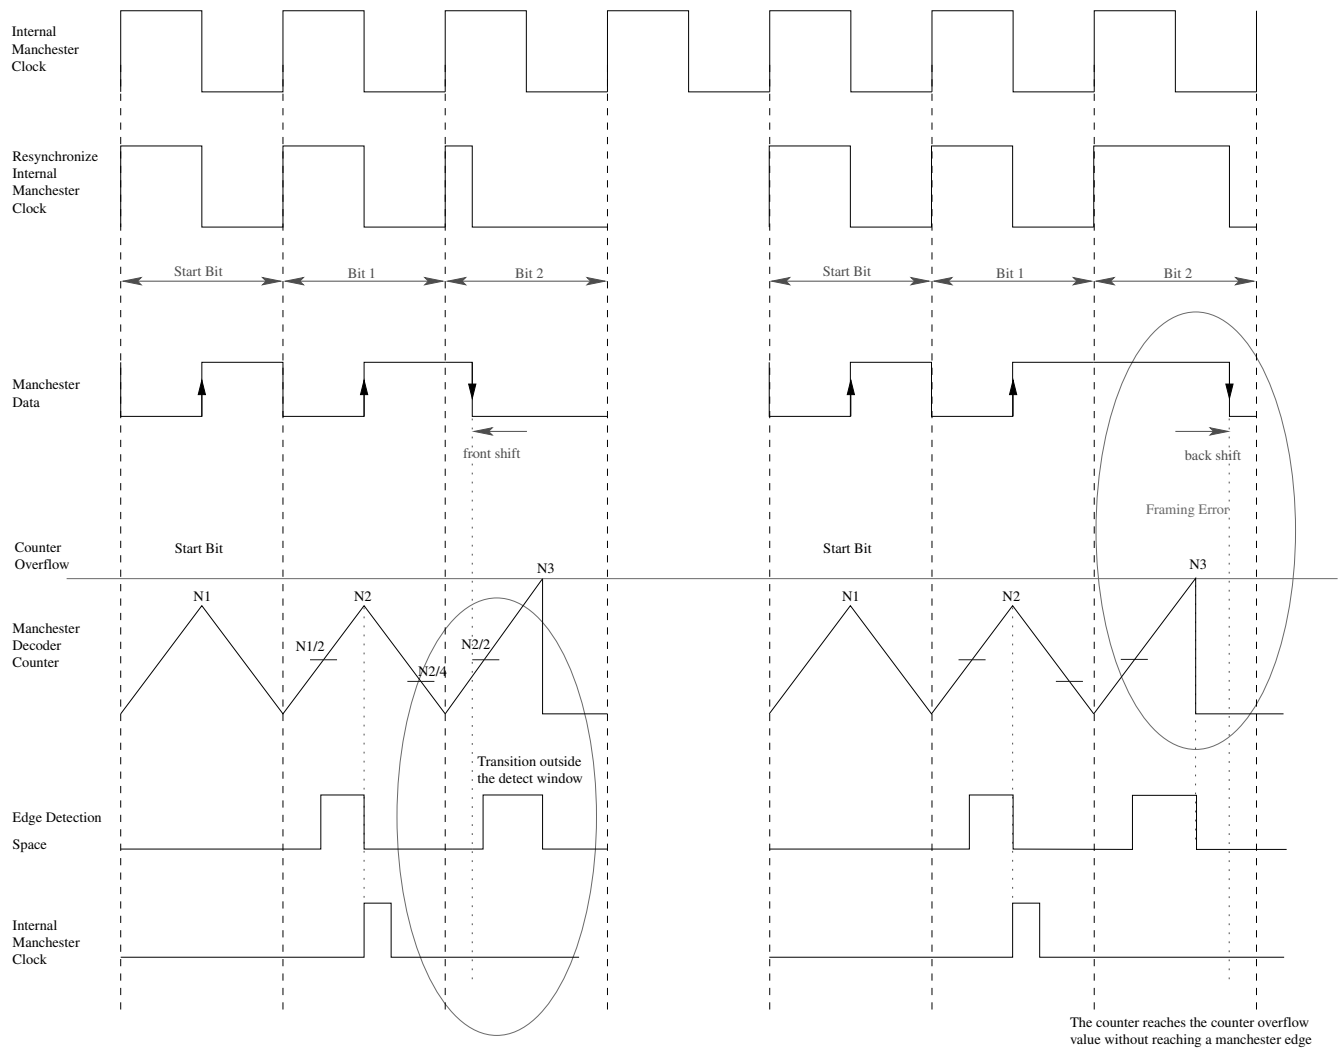 Internal
Manchester
Clock
Resynchronize
Internal
Manchester
Clock
Start Bit
Bit 1
Bit 2
Start Bit
Bit 1
Bit 2
Manchester
Data
front shift
back shift
Framing Error
Counter
Overflow
Start Bit
Start Bit
N3
N3
N1
N2
N1
N2
Manchester
Decoder
Counter
N1/2
N2/4
N2/2
Transition outside
the detect window
Edge Detection
Space
Internal
Manchester
Clock
The counter reaches the counter overflow
value without reaching a manchester edge